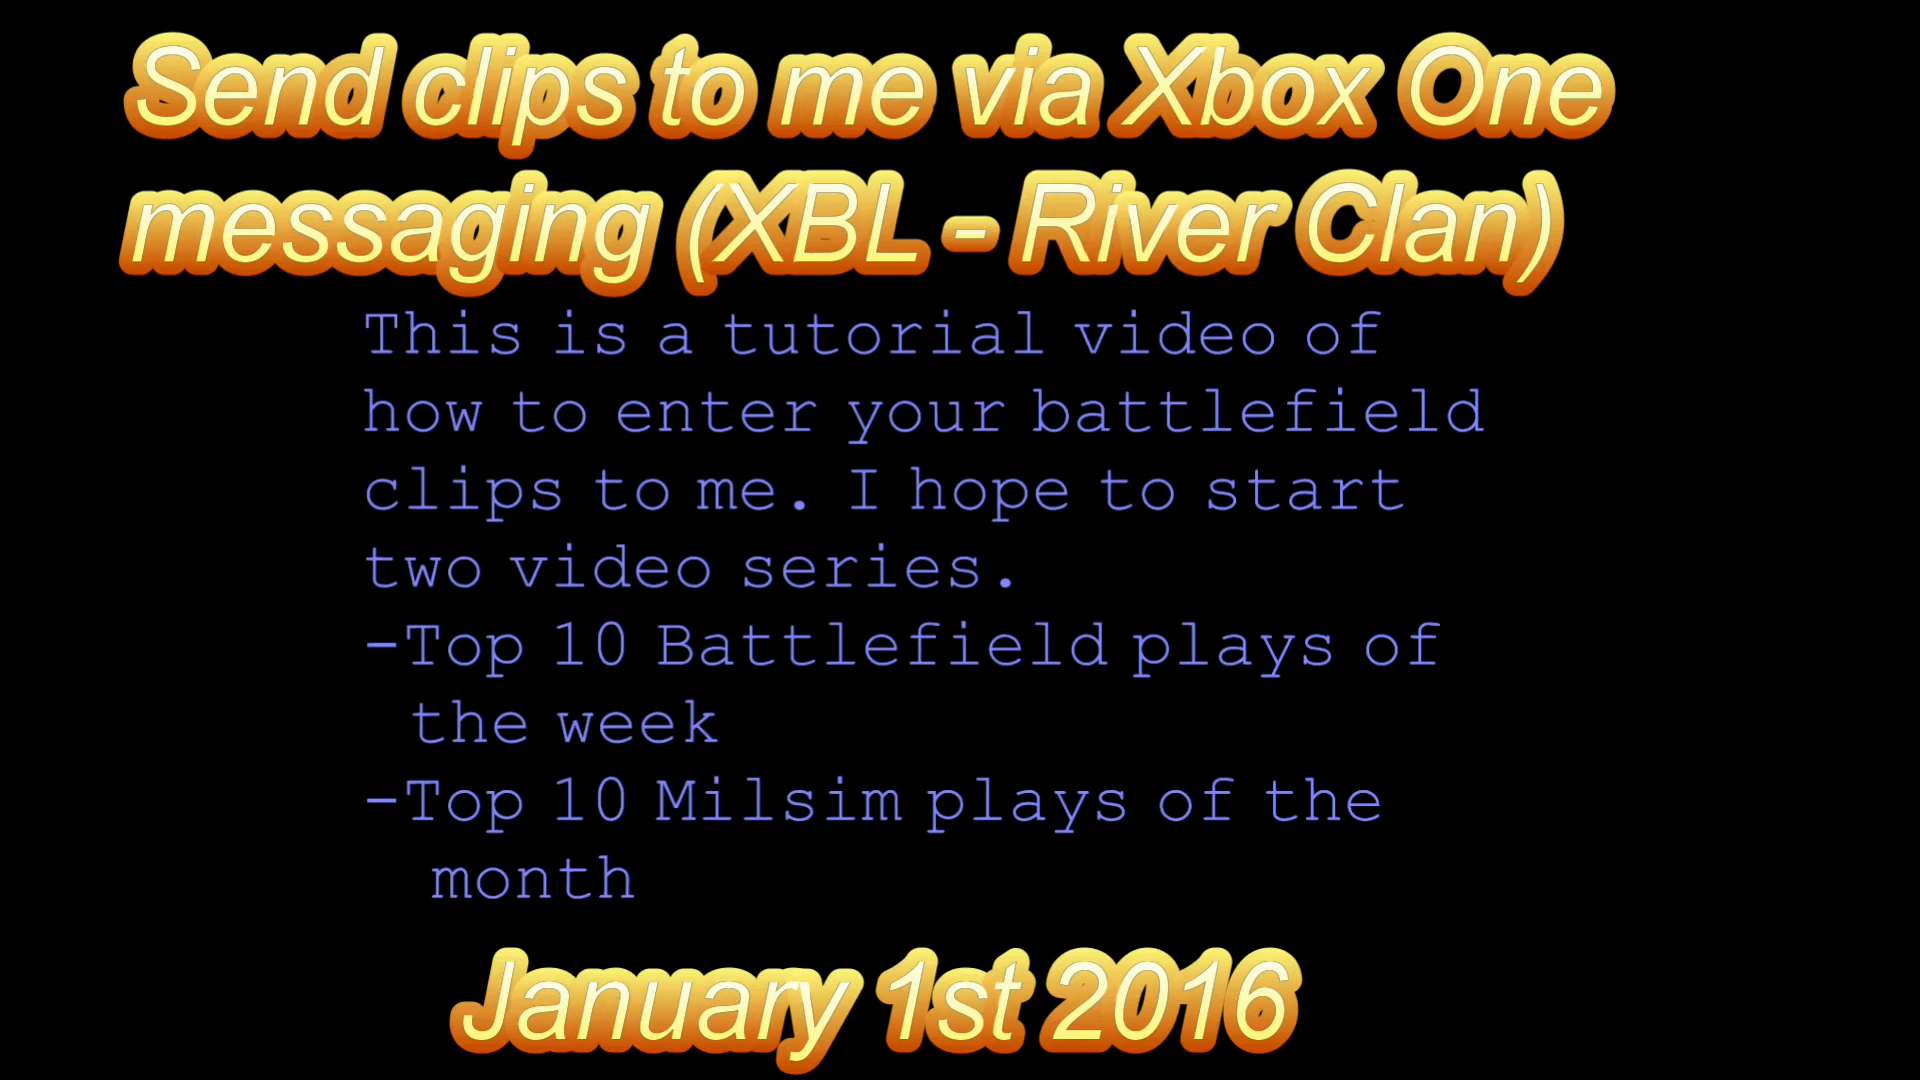 Send clips to me via Xbox One
messaging (XBL - River Clan)
This is a tutorial video of
how to enter your battlefield
clips to me. I hope to start
two video series.
-Top 10 Battlefield plays of
the week
-Top 10 Milsim plays of the
month
January 1st 2016